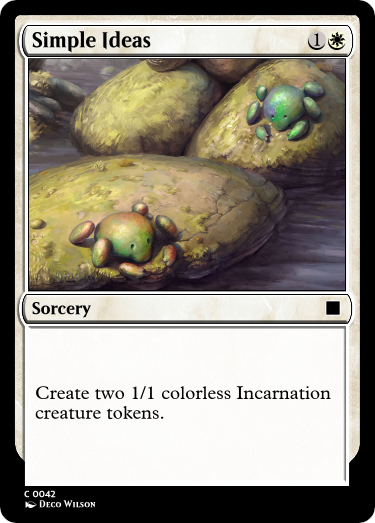 Simple Ideas 1
Sorcery
Create two 1/1 colorless Incarnation
creature tokens.
C 0042
Deco Wilson